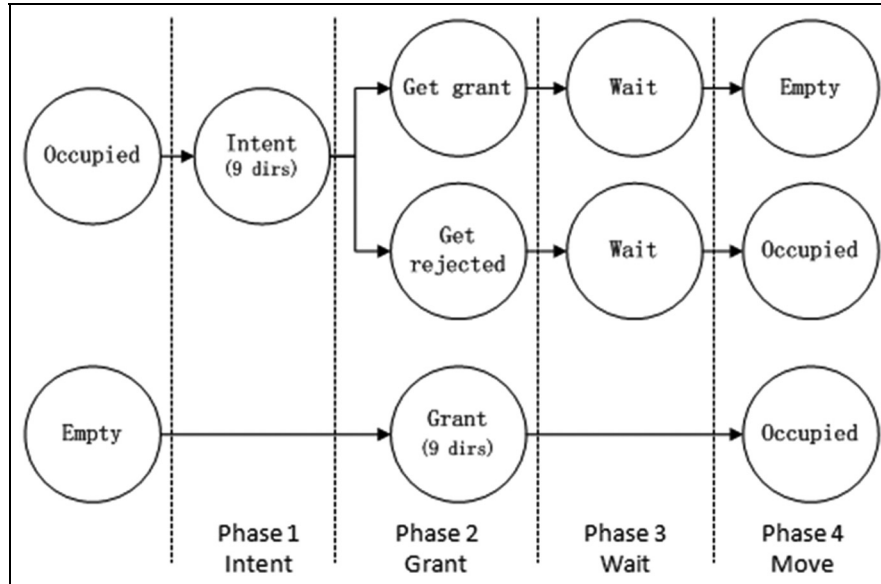 Occupied
Intent
(9 dirs)
Get grant
Wait
Empty
Get
rejected
Wait
Occupied
Empty
Grant
(9 dirs)
Occupied
Phase 1
Intent
Phase 2
Grant
Phase 3
Wait
Phase 4
Move